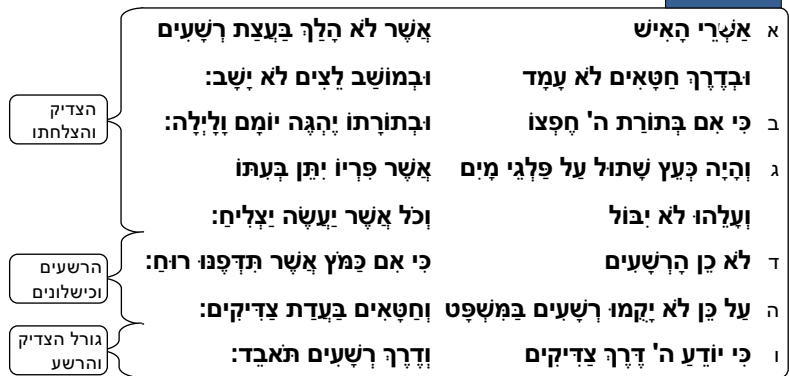 א אַשְׁרֵי הָאִישׁ אֲשֶׁר לֹא הָלַךְ בַּעֲצַת רְשָׁעִים
וּבְדֶרֶךְ חַטָּאִים לֹא עָמָד וּבְמוֹשַׁב לֵצִים לֹא יָשָׁב:
ב כִּי אִם בְּתוֹרַת ה' חֶפְצוֹ וּבְתוֹרָתוֹ יֶהְגֶּה יוֹמָם וָלָיְלָה:
ג וְהָיָה כְּעֵץ שָׁתוּל עַל פַּלְגֵי מָיִם אֲשֶׁר פִּרְיוֹ יִתֵּן בְּעִתּוֹ
וְעָלֵהוּ לֹא יִבּוֹל וְכֹל אֲשֶׁר יַעֲשֶׂה יַצְלִיחַ:
ד לֹא כֵן הָרְשָׁעִים כִּי אִם כַּמֹּץ אֲשֶׁר תִּדְּפֶנּוּ רוּחַ:
ה עַל כֵּן לֹא יָקֻמוּ רְשָׁעִים בַּמִּשְׁפָּט וְחַטָּאִים בַּעֲדַת צַדִּיקִים:
ו כִּי יוֹדֵעַ ה' דֶּרֶךְ צַדִּיקִים וְדֶרֶךְ רְשָׁעִים תֹּאבֵד:
הצדיק
והצלחתו
הרשעים
וכישלונים
גורל הצדיק
והרשע